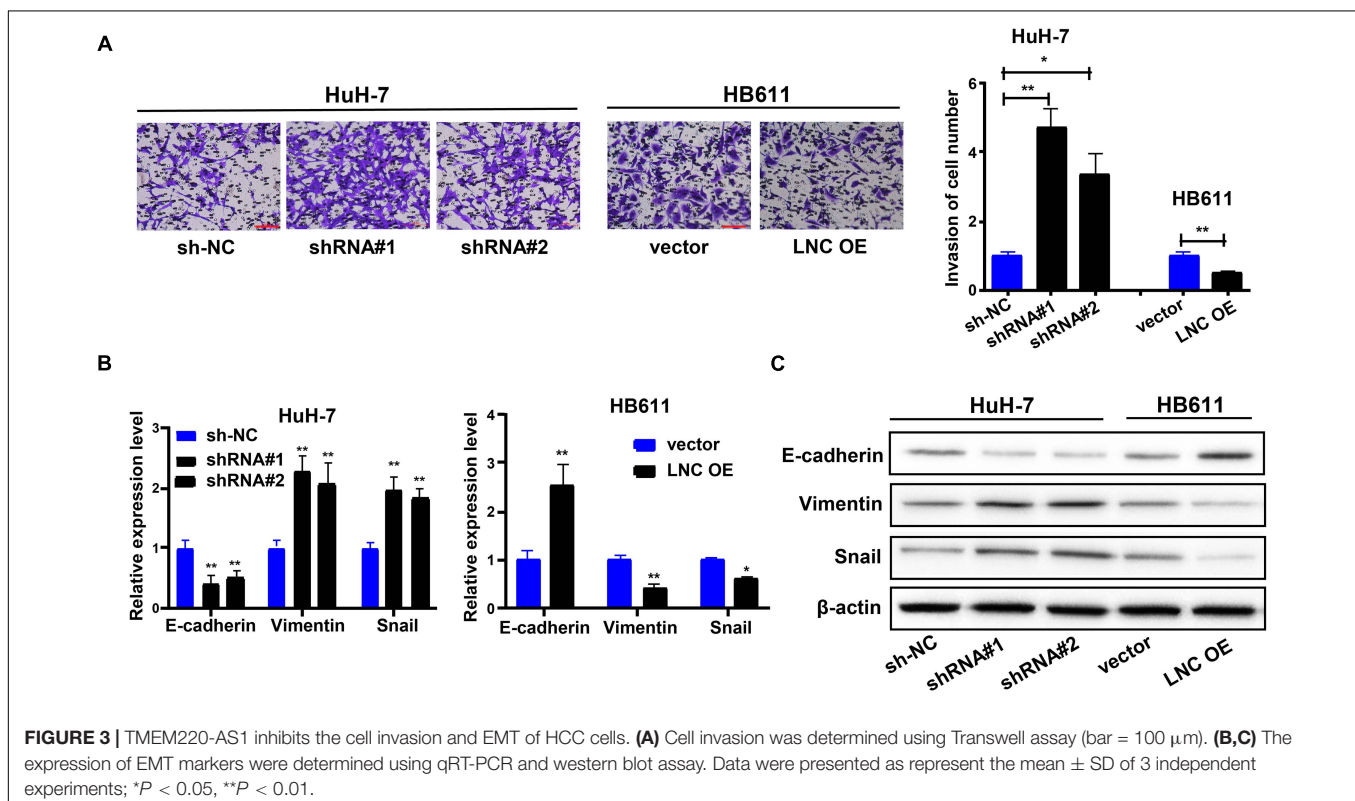 A
HuH-7
HB611
sh-NC
shRNA#1
shRNA#2
vector
LNC OE
HuH-7
Invasion of cell number
6
4
2
0
*
**
HB611
**
sh-NC
shRNA#1
shRNA#2
vector
LNC OE
B
HuH-7
Relative expression level
3
2
1
0
sh-NC
shRNA#1
shRNA#2
** **
** **
** **
E-cadherin Vimentin Snail
HB611
Relative expression level
4
3
2
1
0
vector
LNC OE
**
**
*
E-cadherin Vimentin Snail
C
HuH-7 HB611
E-cadherin
Vimentin
Snail
β-actin
sh-NC
shRNA#1
shRNA#2
vector
LNC OE
FIGURE 3 | TMEM220-AS1 inhibits the cell invasion and EMT of HCC cells. (A) Cell invasion was determined using Transwell assay (bar = 100 μm). (B,C) The
expression of EMT markers were determined using qRT-PCR and western blot assay. Data were presented as represent the mean ± SD of 3 independent
experiments; *P < 0.05, **P < 0.01.